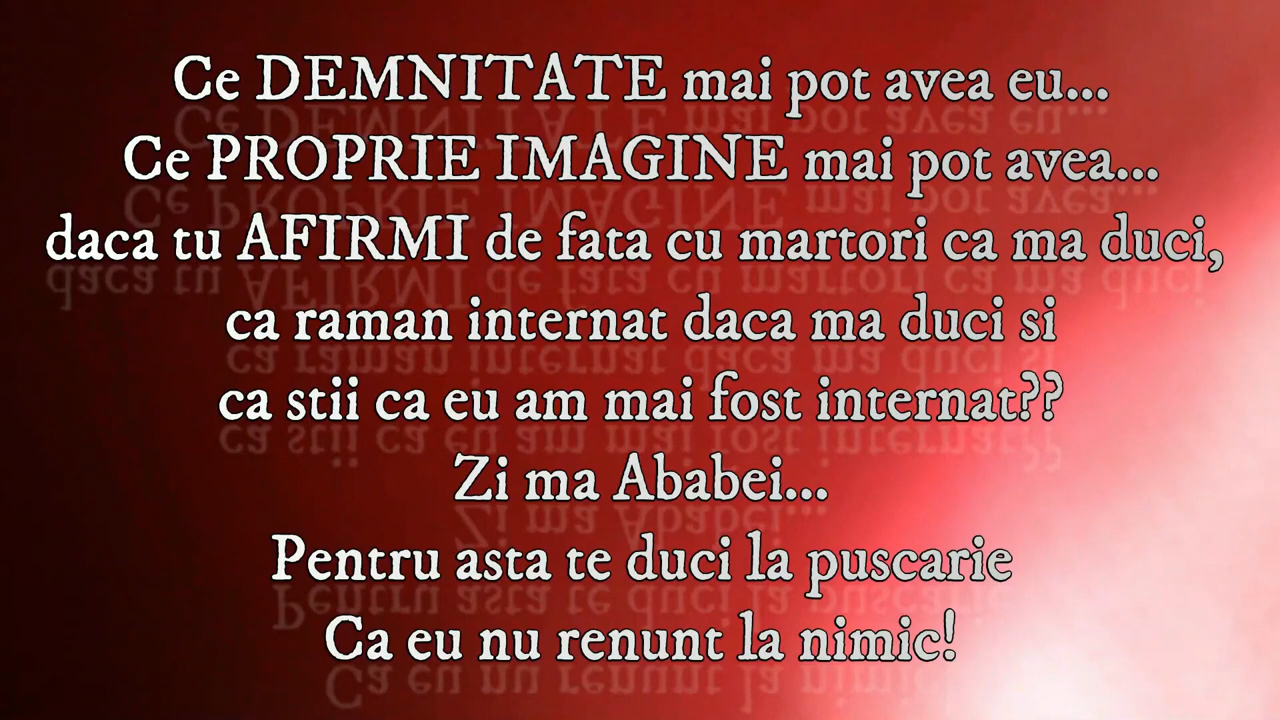 Ce DEMNITATE mai pot avea eu...
Ce PROPRIE IMAGINE mai pot avea...
daca tu AFIRMI de fata cu martori ca ma duci,
ca raman internat daca ma duci si
ca stii ca eu am mai fost internat??
Zi ma Ababei...
Pentru asta te duci la puscarie
Ca eu nu renunt la nimic!